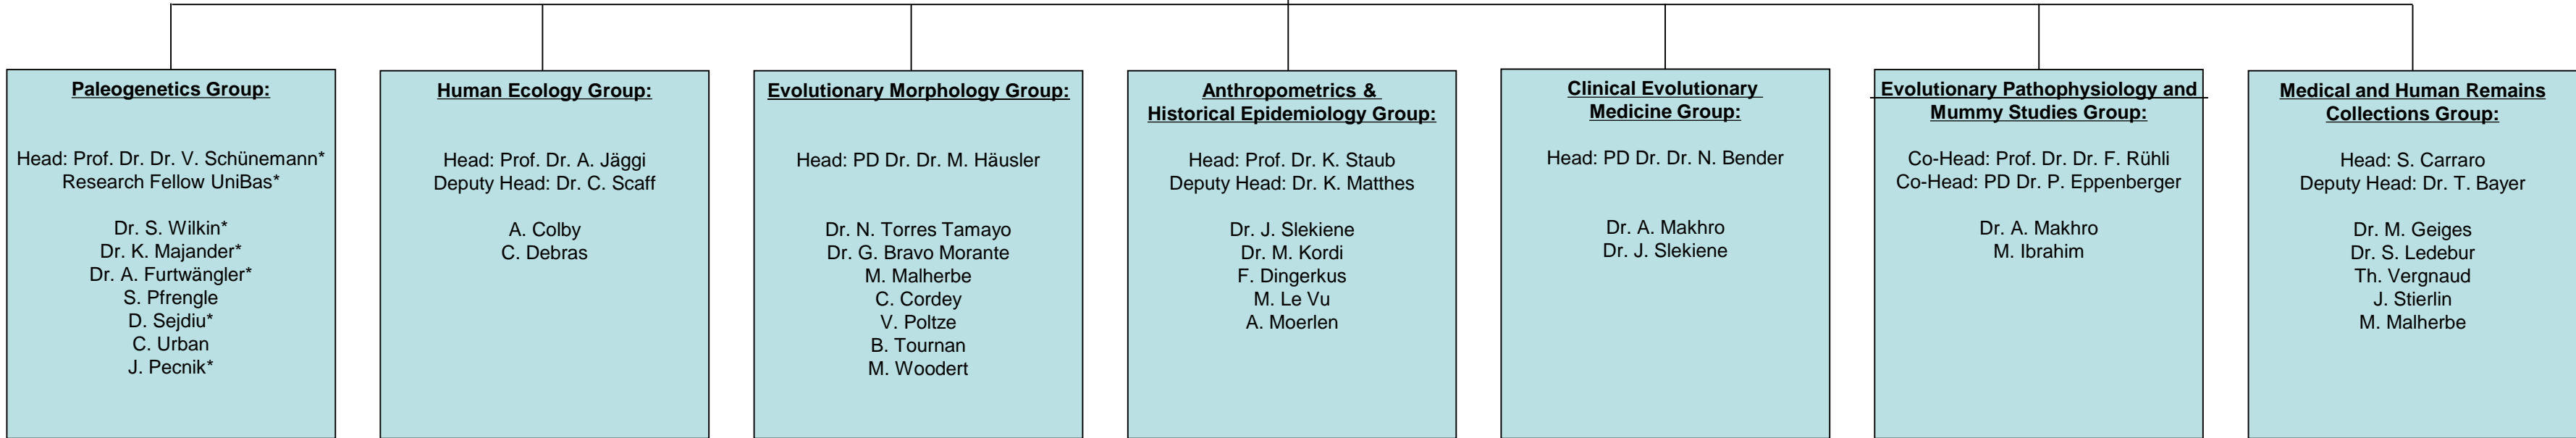 Paleogenetics Group:
Head: Prof. Dr. Dr. V. Schünemann*
Research Fellow UniBas*
Dr. S. Wilkin*
Dr. K. Majander*
Dr. A. Furtwängler*
S. Pfrengle
D. Sejdiu*
C. Urban
J. Pecnik*
Human Ecology Group:
Head: Prof. Dr. A. Jäggi
Deputy Head: Dr. C. Scaff
A. Colby
C. Debras
Evolutionary Morphology Group:
Head: PD Dr. Dr. M. Häusler
Dr. N. Torres Tamayo
Dr. G. Bravo Morante
M. Malherbe
C. Cordey
V. Poltze
B. Tournan
M. Woodert
Anthropometrics &
Historical Epidemiology Group:
Head: Prof. Dr. K. Staub
Deputy Head: Dr. K. Matthes
Dr. J. Slekiene
Dr. M. Kordi
F. Dingerkus
M. Le Vu
A. Moerlen
Clinical Evolutionary
Medicine Group:
Head: PD Dr. Dr. N. Bender
Dr. A. Makhro
Dr. J. Slekiene
Evolutionary Pathophysiology and
Mummy Studies Group:
Co-Head: Prof. Dr. Dr. F. Rühli
Co-Head: PD Dr. P. Eppenberger
Dr. A. Makhro
M. Ibrahim
Medical and Human Remains
Collections Group:
Head: S. Carraro
Deputy Head: Dr. T. Bayer
Dr. M. Geiges
Dr. S. Ledebur
Th. Vergnaud
J. Stierlin
M. Malherbe